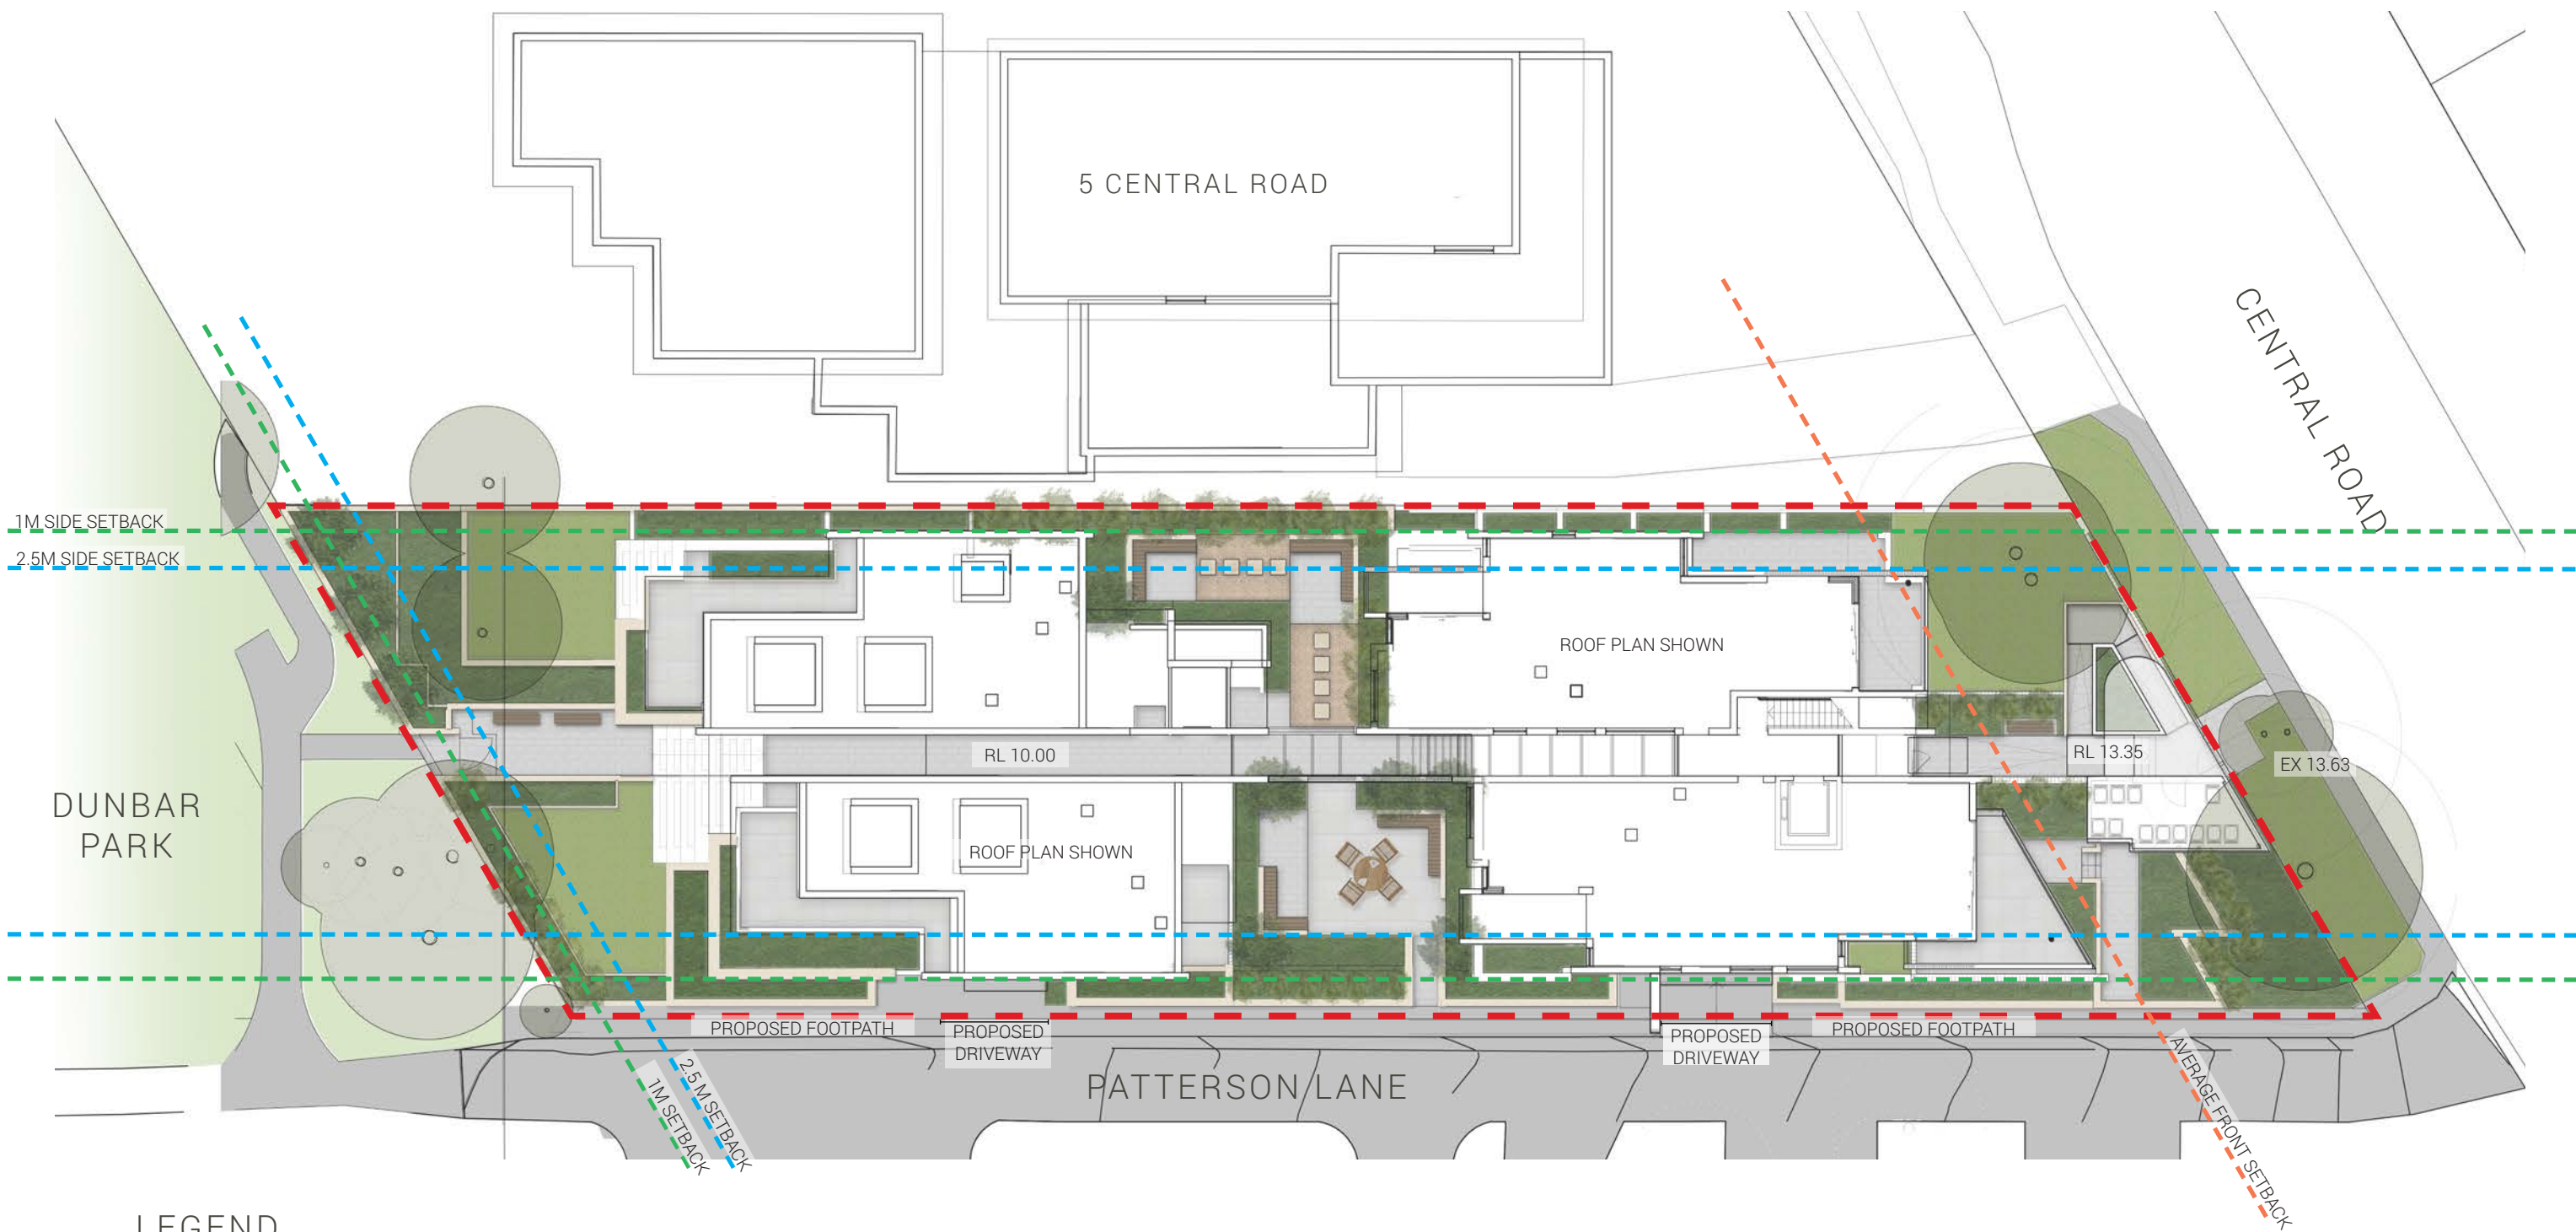 5 CENTRAL ROAD
CENTRAL ROAD
1M SIDE SETBACK
2.5M SIDE SETBACK
ROOF PLAN SHOWN
RL 10.00
RL 13.35
EX 13.63
DUNBAR
PARK
ROOF PLAN SHOWN
PROPOSED FOOTPATH
PROPOSED
DRIVEWAY
PROPOSED
DRIVEWAY
PROPOSED FOOTPATH
PATTERSON LANE
1M SETBACK
2.5 M SETBACK
AVERAGE FRONT SETBACK
LEGEND